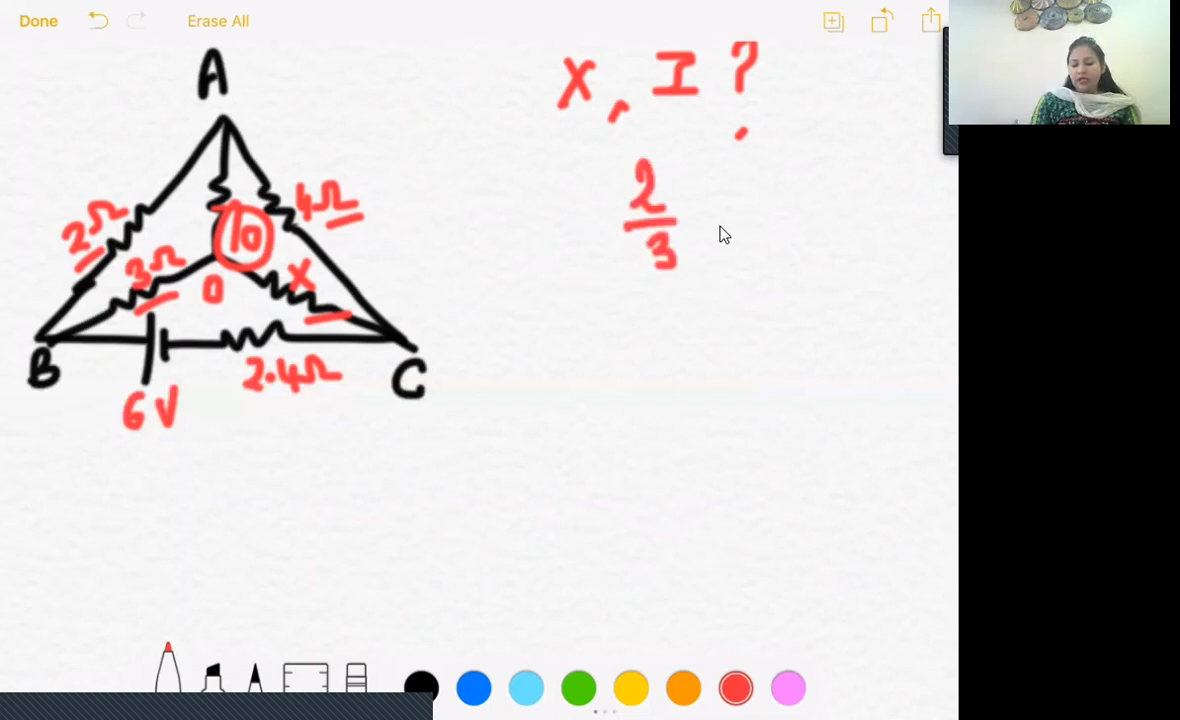 Done Erase All
A
X, I ?
2/3
2Ω
4Ω
10
3Ω
X
O
B
C
2.4Ω
6V